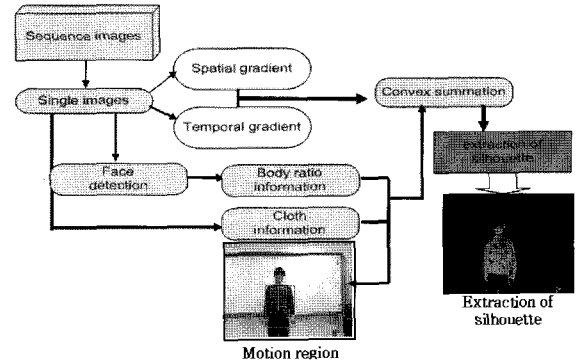 Sequence images
Single images
Spatial gradient
Temporal gradient
Convex summation
extraction of
silhouette
Face
detection
Body ratio
information
Cloth
information
Motion region
Extraction of
silhouette